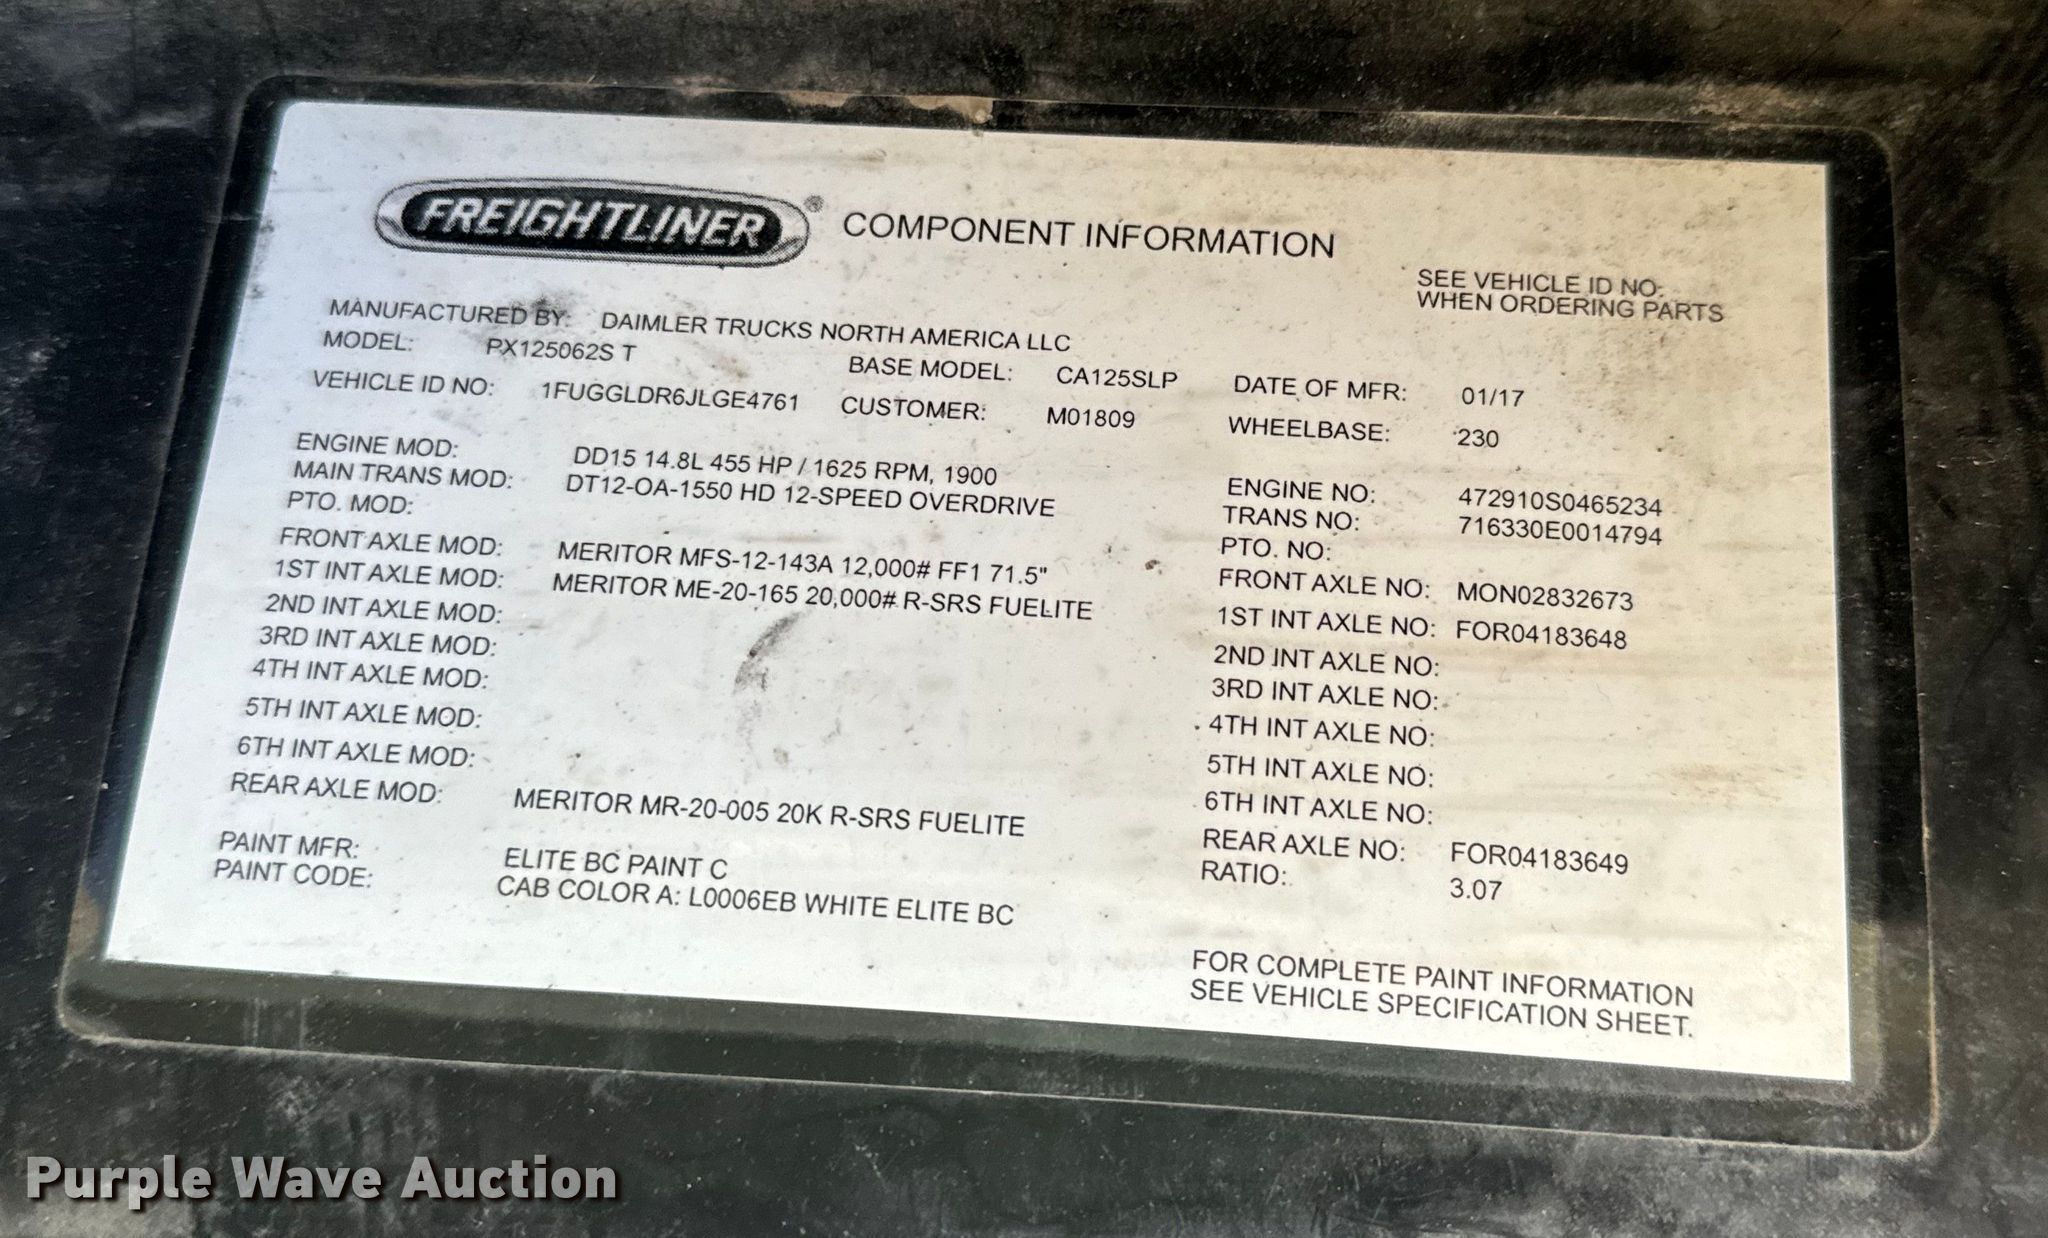 FREIGHTLINER® COMPONENT INFORMATION
SEE VEHICLE ID NO.
WHEN ORDERING PARTS
MANUFACTURED BY: DAIMLER TRUCKS NORTH AMERICA LLC
MODEL: PX125062S T BASE MODEL: CA125SLP DATE OF MFR: 01/17
VEHICLE ID NO: 1FUGGLDR6JLGE4761 CUSTOMER: M01809 WHEELBASE: 230
ENGINE MOD: DD15 14.8L 455 HP / 1625 RPM, 1900 ENGINE NO: 472910S0465234
MAIN TRANS MOD: DT12-OA-1550 HD 12-SPEED OVERDRIVE TRANS NO: 716330E0014794
PTO. MOD: PTO. NO:
FRONT AXLE MOD: MERITOR MFS-12-143A 12,000# FF1 71.5" FRONT AXLE NO: MON02832673
1ST INT AXLE MOD: MERITOR ME-20-165 20,000# R-SRS FUELITE 1ST INT AXLE NO: FOR04183648
2ND INT AXLE MOD: 2ND INT AXLE NO:
3RD INT AXLE MOD: 3RD INT AXLE NO:
4TH INT AXLE MOD: 4TH INT AXLE NO:
5TH INT AXLE MOD: 5TH INT AXLE NO:
6TH INT AXLE MOD: 6TH INT AXLE NO:
REAR AXLE MOD: MERITOR MR-20-005 20K R-SRS FUELITE REAR AXLE NO: FOR04183649
RATIO: 3.07
PAINT MFR: ELITE BC PAINT C
PAINT CODE: CAB COLOR A: L0006EB WHITE ELITE BC
FOR COMPLETE PAINT INFORMATION
SEE VEHICLE SPECIFICATION SHEET.
Purple Wave Auction